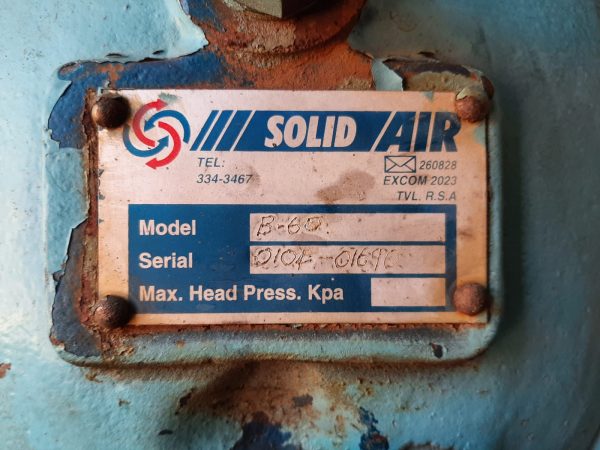 SOLID AIR
TEL:
334-3467
260828
EXCOM 2023
TVL. R.S.A
Model B-60
Serial
Max. Head Press. Kpa